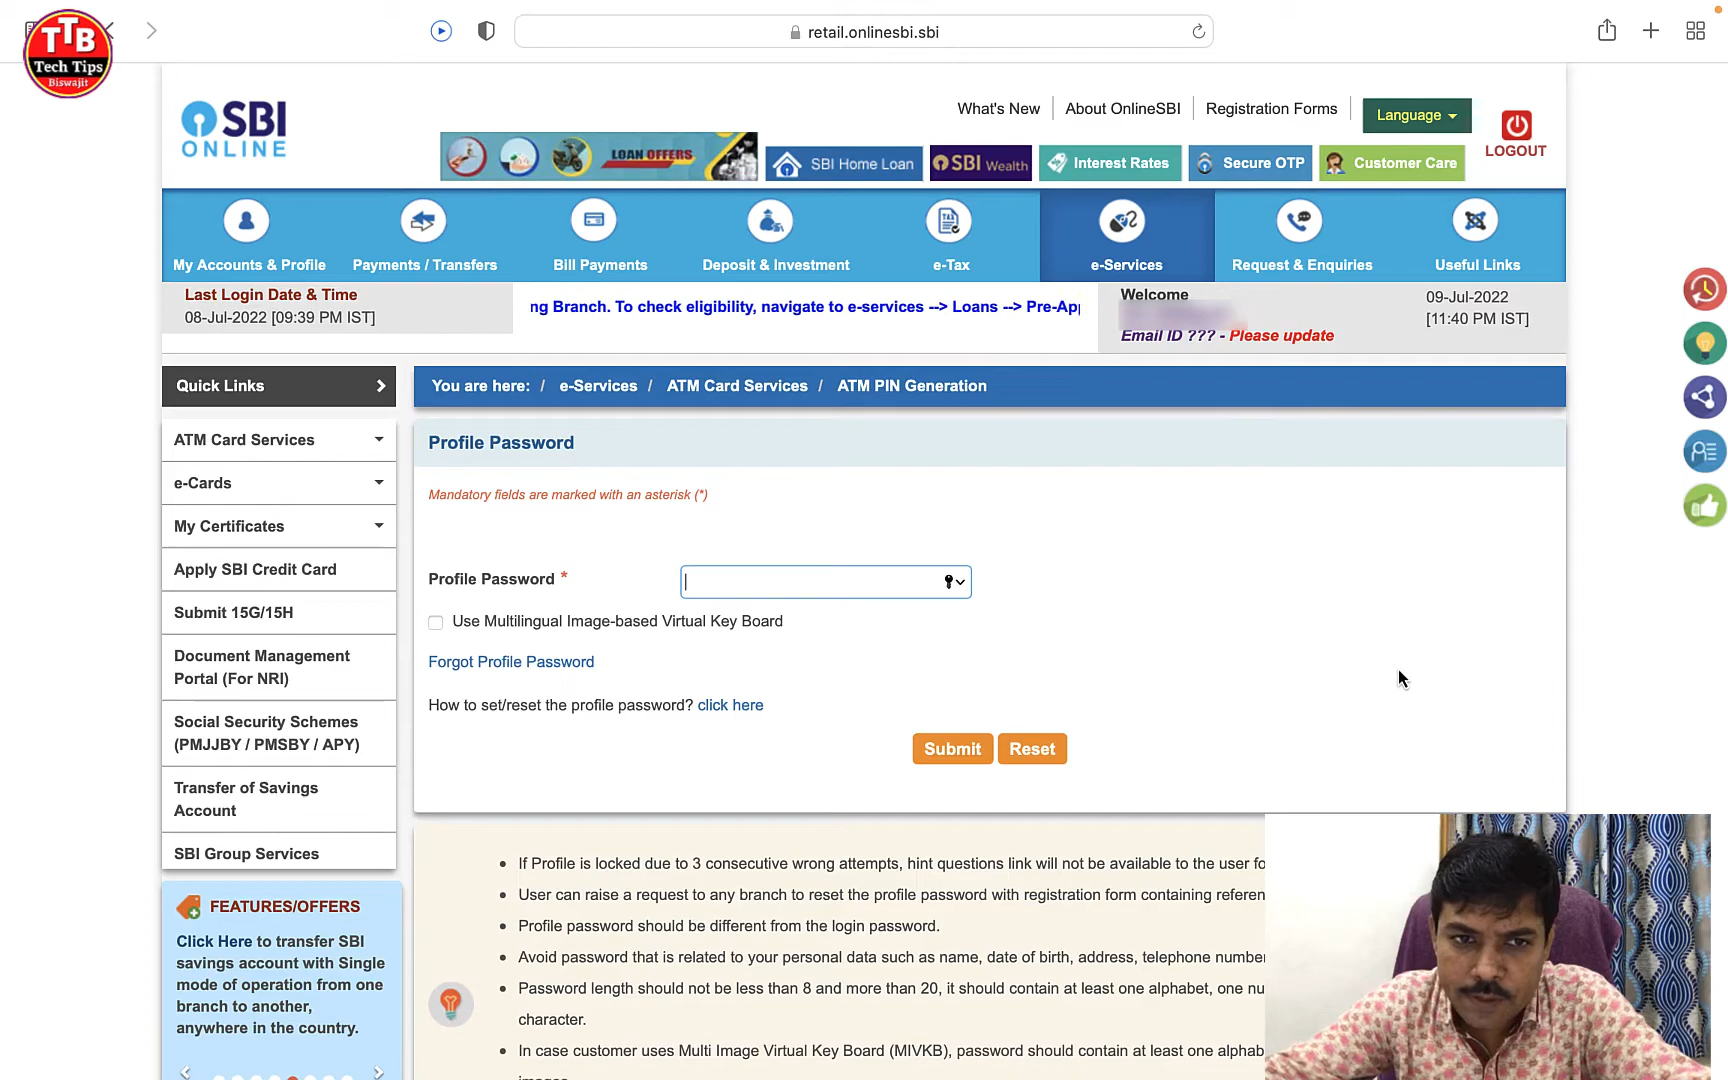 TTB
Tech Tips
Biswajit
retail.onlinesbi.sbi
SBI
ONLINE
What's New
About OnlineSBI
Registration Forms
Language
LOGOUT
LOAN OFFERS
SBI Home Loan
SBI Wealth
Interest Rates
Secure OTP
Customer Care
My Accounts & Profile
Payments / Transfers
Bill Payments
Deposit & Investment
TAX
e-Tax
e-Services
Request & Enquiries
Useful Links
Last Login Date & Time
08-Jul-2022 [09:39 PM IST]
ng Branch. To check eligibility, navigate to e-services --> Loans --> Pre-Ap
Welcome
Email ID ??? - Please update
09-Jul-2022
[11:40 PM IST]
Quick Links
ATM Card Services
e-Cards
My Certificates
Apply SBI Credit Card
Submit 15G/15H
Document Management
Portal (For NRI)
Social Security Schemes
(PMJJBY / PMSBY / APY)
Transfer of Savings
Account
SBI Group Services
FEATURES/OFFERS
Click Here to transfer SBI
savings account with Single
mode of operation from one
branch to another,
anywhere in the country.
You are here: / e-Services / ATM Card Services / ATM PIN Generation
Profile Password
Mandatory fields are marked with an asterisk (*)
Profile Password *
Use Multilingual Image-based Virtual Key Board
Forgot Profile Password
How to set/reset the profile password? click here
Submit
Reset
If Profile is locked due to 3 consecutive wrong attempts, hint questions link will not be available to the user fo
User can raise a request to any branch to reset the profile password with registration form containing referen
Profile password should be different from the login password.
Avoid password that is related to your personal data such as name, date of birth, address, telephone number
Password length should not be less than 8 and more than 20, it should contain at least one alphabet, one nu
character.
In case customer uses Multi Image Virtual Key Board (MIVKB), password should contain at least one alphab